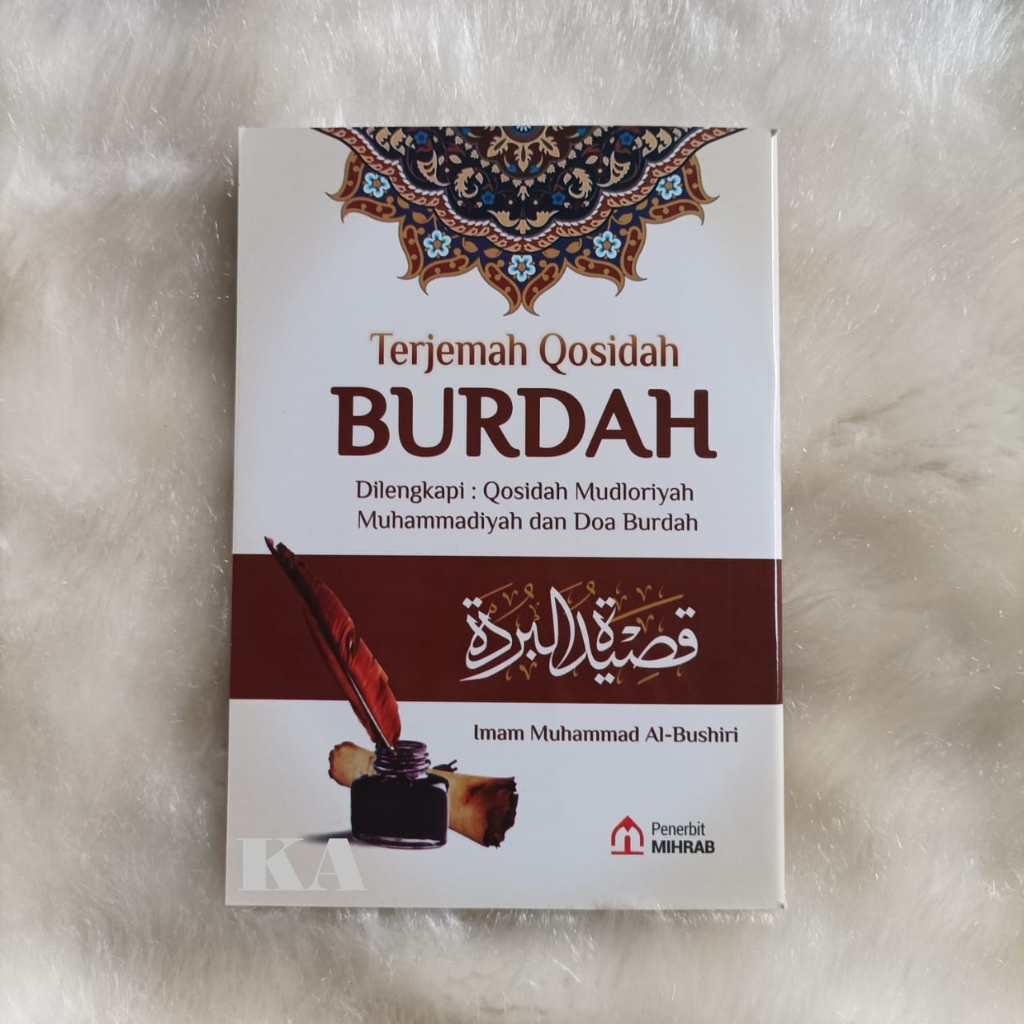 Terjemah Qosidah
BURDAH
Dilengkapi : Qosidah Mudloriyah
Muhammadiyah dan Doa Burdah
قصيدة البردة
Imam Muhammad Al-Bushiri
Penerbit
MIHRAB
KA